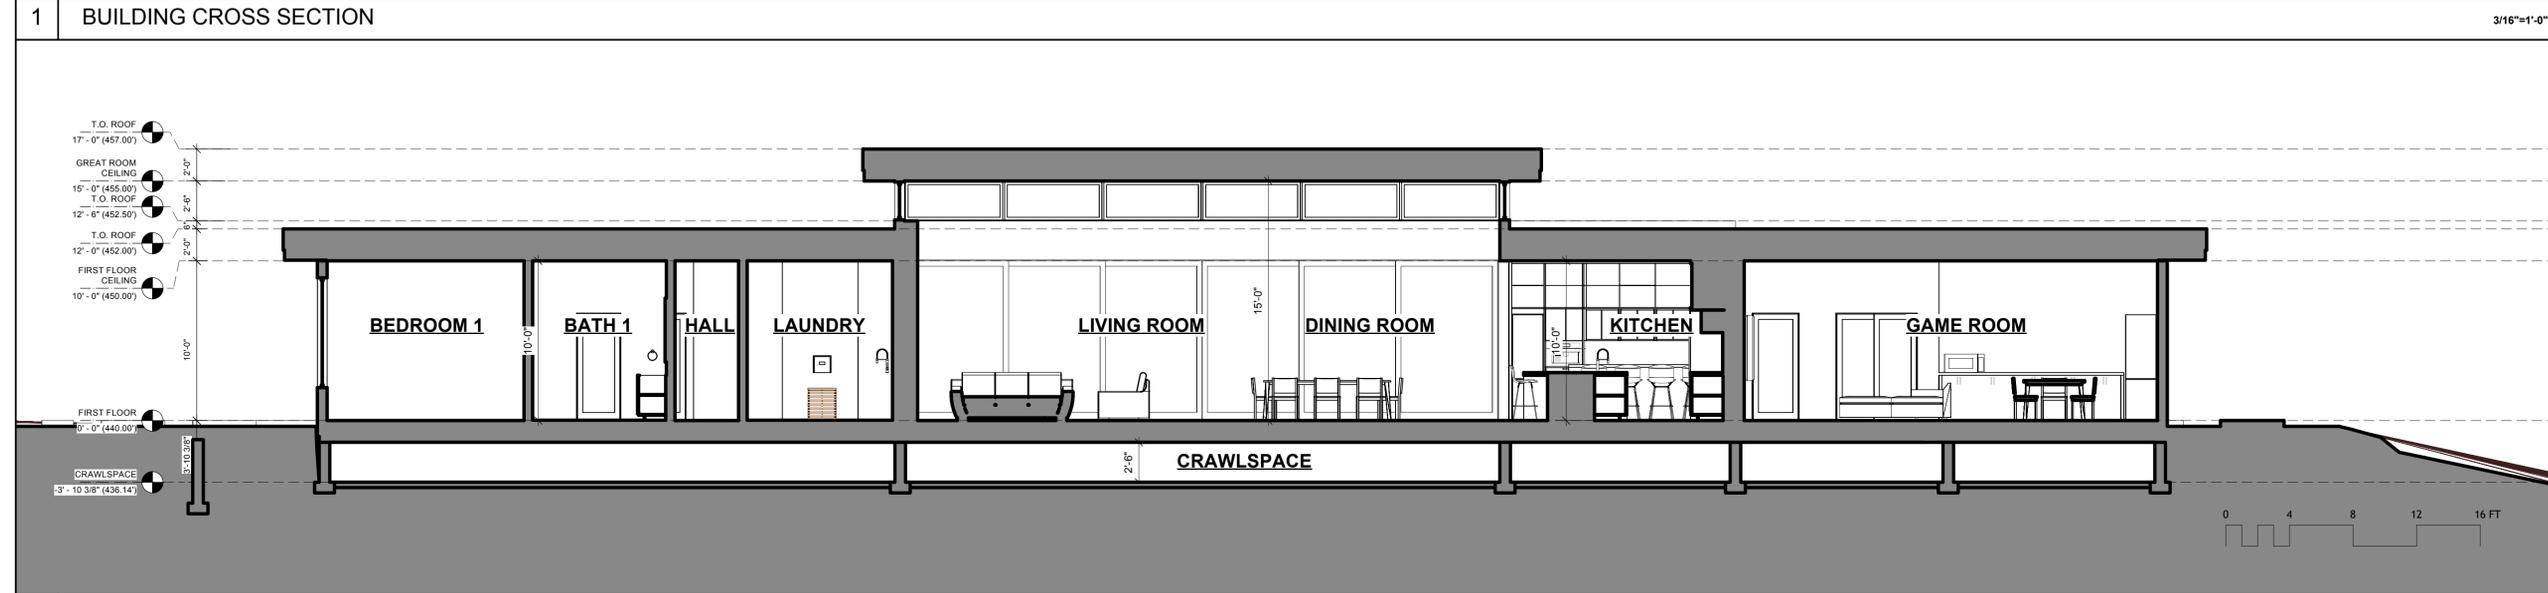 1 BUILDING CROSS SECTION 3/16"=1'-0"
T.O. ROOF
17' - 0" (457.00')
2'-0"
GREAT ROOM
CEILING
15' - 0" (455.00')
T.O. ROOF
2'-6"
12' - 6" (452.50')
6"
T.O. ROOF
2'-0"
12' - 0" (452.00')
FIRST FLOOR
CEILING
10' - 0" (450.00')
15'-0"
BEDROOM 1 BATH 1 HALL LAUNDRY LIVING ROOM DINING ROOM KITCHEN GAME ROOM
10'-0" 10'-0" 10'-0"
FIRST FLOOR
0' - 0" (440.00')
3'-10 3/8"
2'-6" CRAWLSPACE
CRAWLSPACE
-3' - 10 3/8" (436.14')
0 4 8 12 16 FT